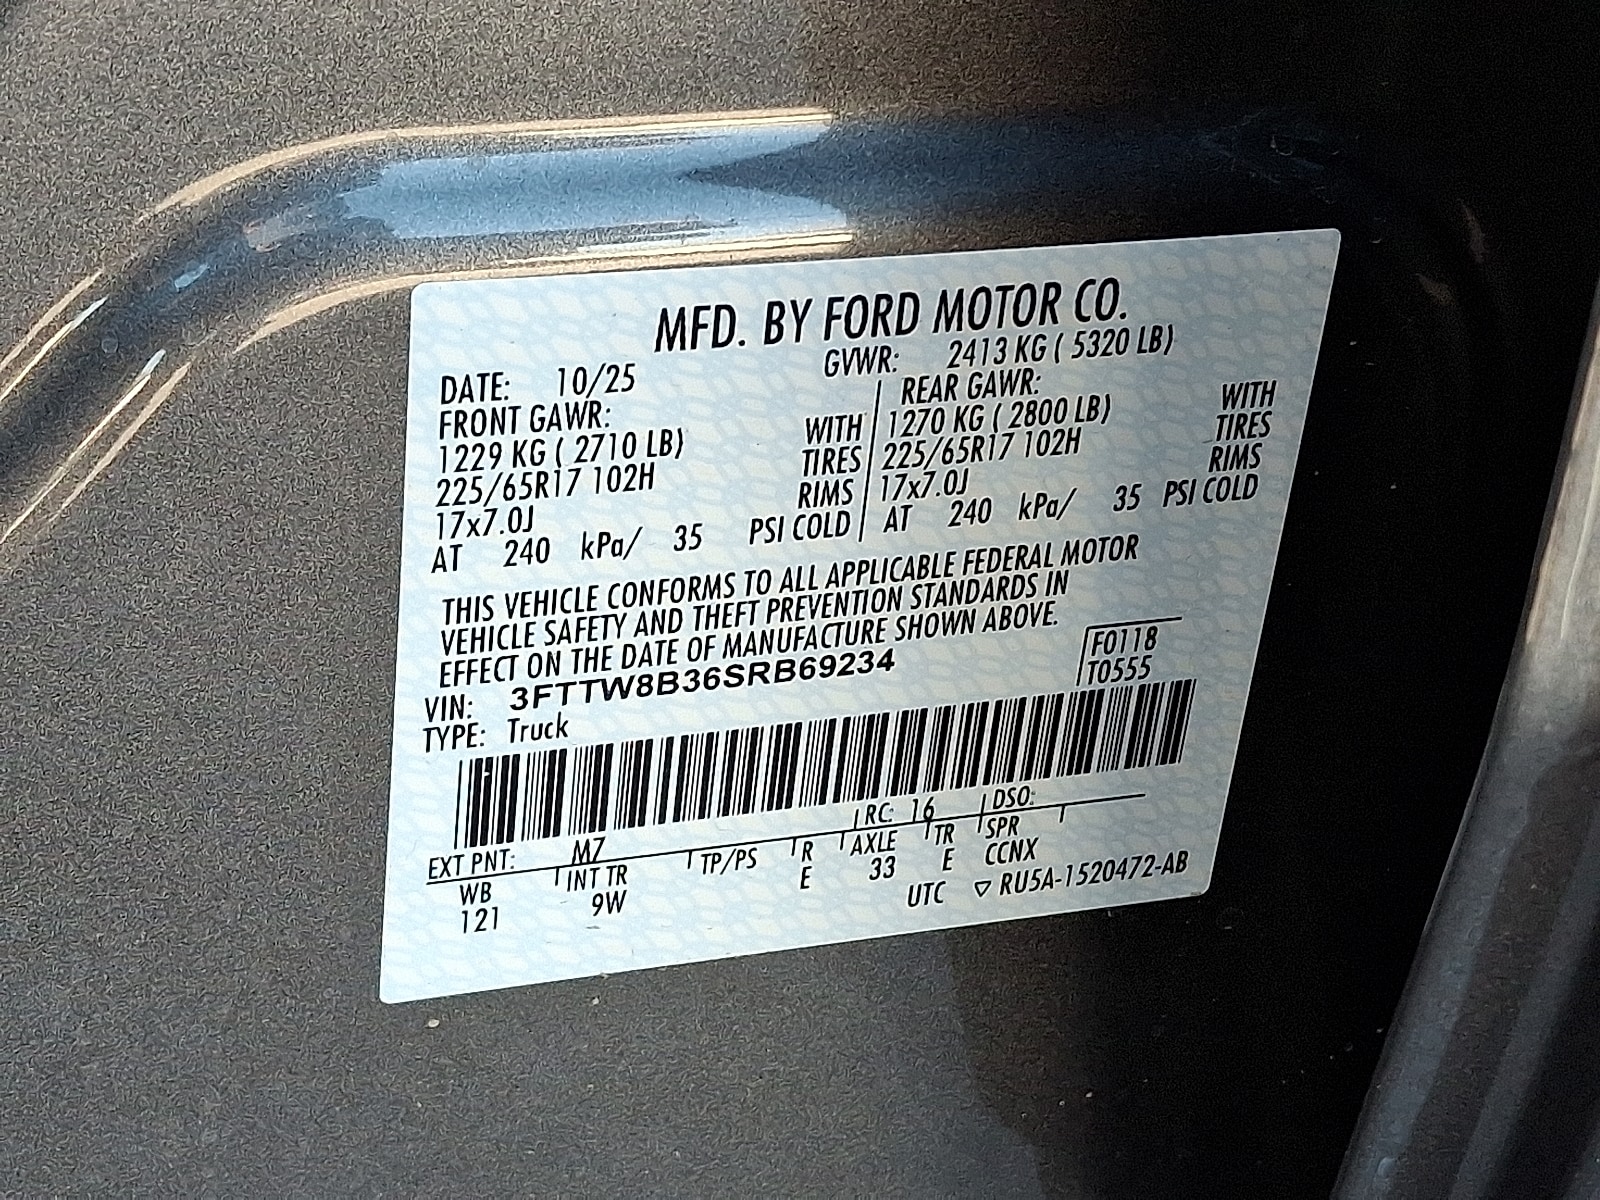 MFD. BY FORD MOTOR CO.
DATE: 10/25 GVWR: 2413 KG ( 5320 LB)
FRONT GAWR: REAR GAWR:
1229 KG ( 2710 LB) WITH 1270 KG ( 2800 LB) WITH
225/65R17 102H TIRES 225/65R17 102H TIRES
17x7.0J RIMS 17x7.0J RIMS
AT 240 kPa/ 35 PSI COLD AT 240 kPa/ 35 PSI COLD
THIS VEHICLE CONFORMS TO ALL APPLICABLE FEDERAL MOTOR
VEHICLE SAFETY AND THEFT PREVENTION STANDARDS IN
EFFECT ON THE DATE OF MANUFACTURE SHOWN ABOVE.
VIN: 3FTTW8B36SRB69234 F0118
TYPE: Truck T0555
EXT PNT: M7 RC: 16 DSO:
WB INT TR TP/PS R AXLE TR SPR
121 9W E 33 E CCNX
UTC ▽ RU5A-1520472-AB